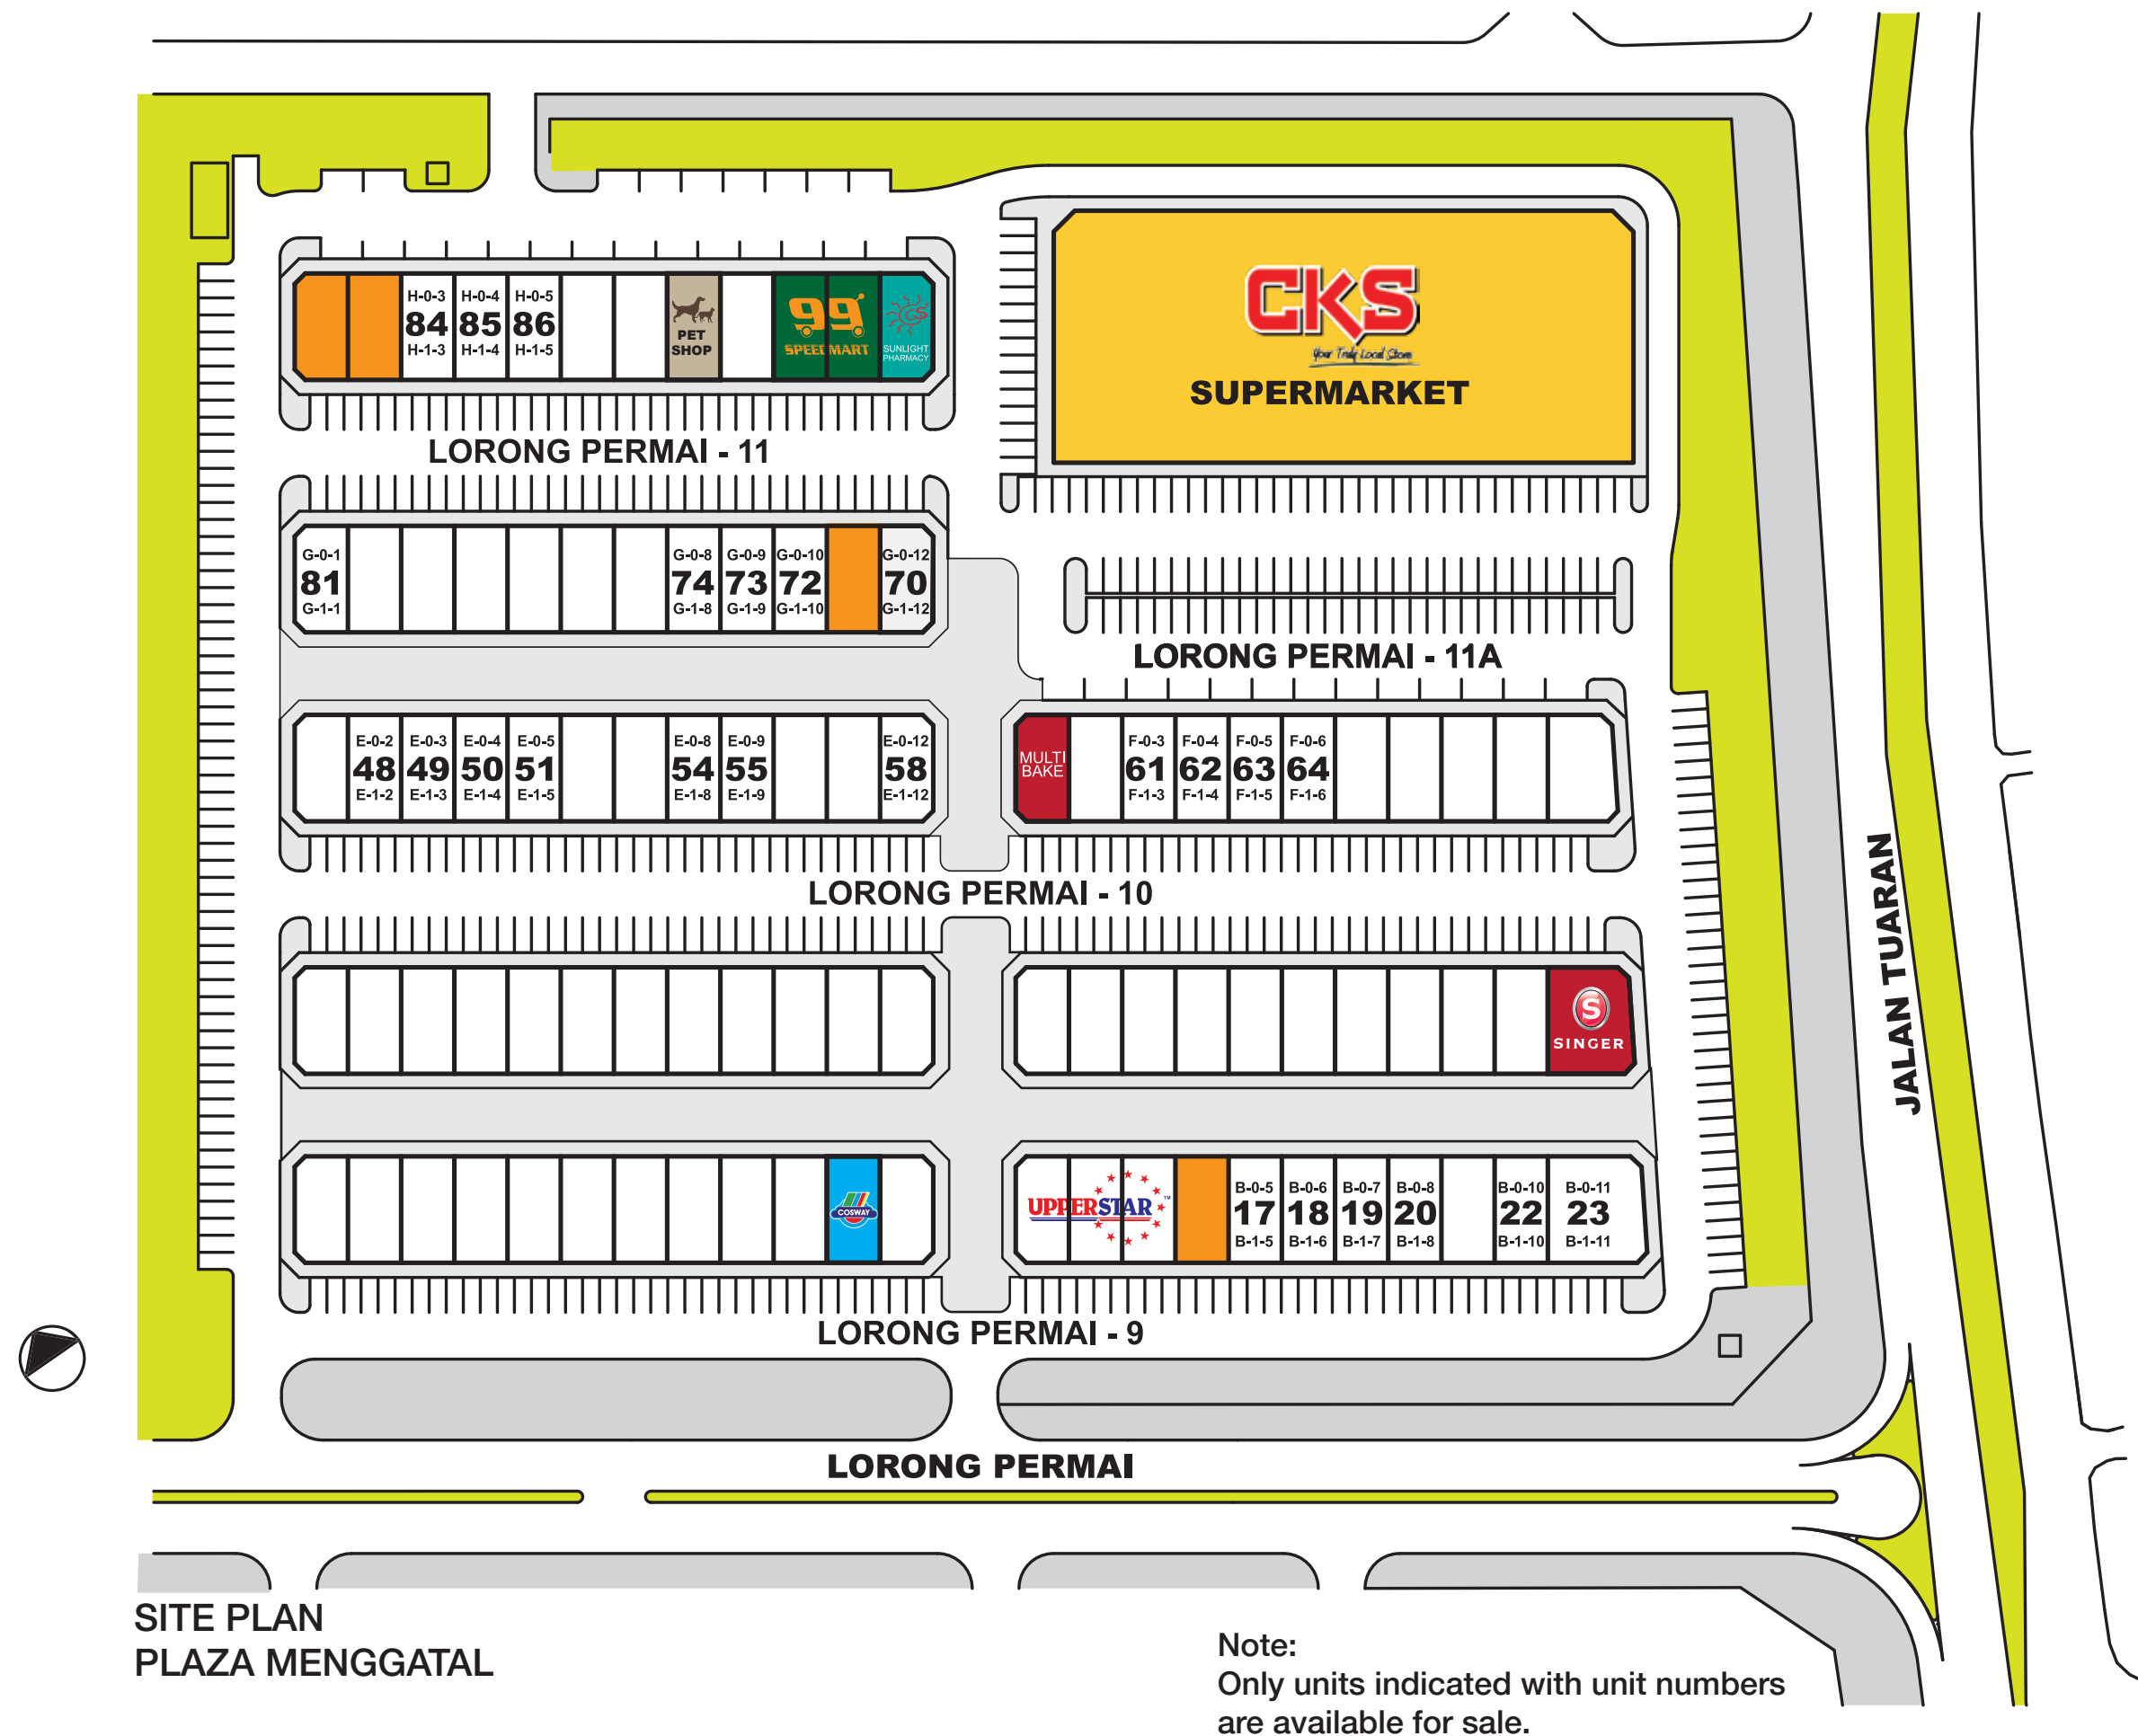 CKS
Your Truly Local Store
SUPERMARKET
H-0-3 H-0-4 H-0-5
84 85 86
H-1-3 H-1-4 H-1-5
PET
SHOP
99
SPEEDMART
SUNLIGHT
PHARMACY
LORONG PERMAI - 11
G-0-1 G-0-8 G-0-9 G-0-10 G-0-12
81 74 73 72 70
G-1-1 G-1-8 G-1-9 G-1-10 G-1-12
LORONG PERMAI - 11A
E-0-2 E-0-3 E-0-4 E-0-5 E-0-8 E-0-9 E-0-12
48 49 50 51 54 55 58
E-1-2 E-1-3 E-1-4 E-1-5 E-1-8 E-1-9 E-1-12
MULTI
BAKE
F-0-3 F-0-4 F-0-5 F-0-6
61 62 63 64
F-1-3 F-1-4 F-1-5 F-1-6
LORONG PERMAI - 10
JALAN TUARAN
S
SINGER
COSWAY
UPPERSTAR ™
B-0-5 B-0-6 B-0-7 B-0-8 B-0-10 B-0-11
17 18 19 20 22 23
B-1-5 B-1-6 B-1-7 B-1-8 B-1-10 B-1-11
LORONG PERMAI - 9
LORONG PERMAI
SITE PLAN
PLAZA MENGGATAL
Note:
Only units indicated with unit numbers
are available for sale.